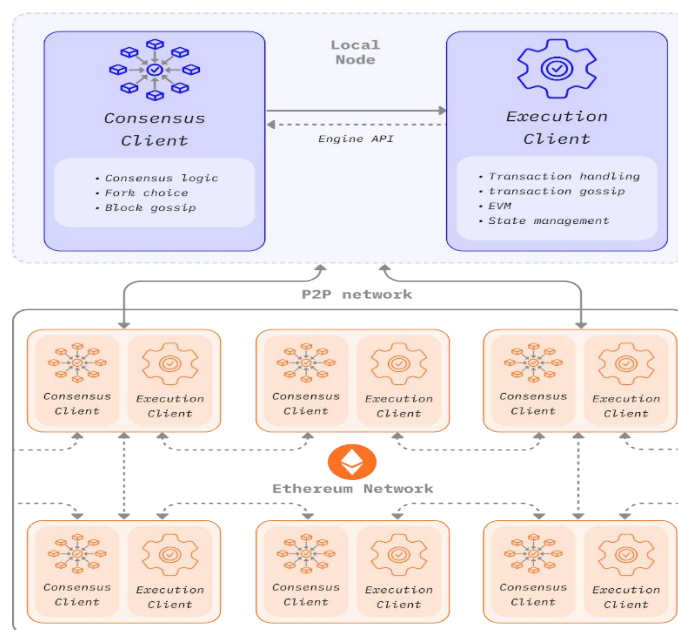 Local
Node
Consensus
Client
Execution
Client
Engine API
• Consensus logic
• Fork choice
• Block gossip
• Transaction handling
• transaction gossip
• EVM
• State management
P2P network
Consensus
Client
Execution
Client
Consensus
Client
Execution
Client
Consensus
Client
Execution
Client
Ethereum Network
Consensus
Client
Execution
Client
Consensus
Client
Execution
Client
Consensus
Client
Execution
Client